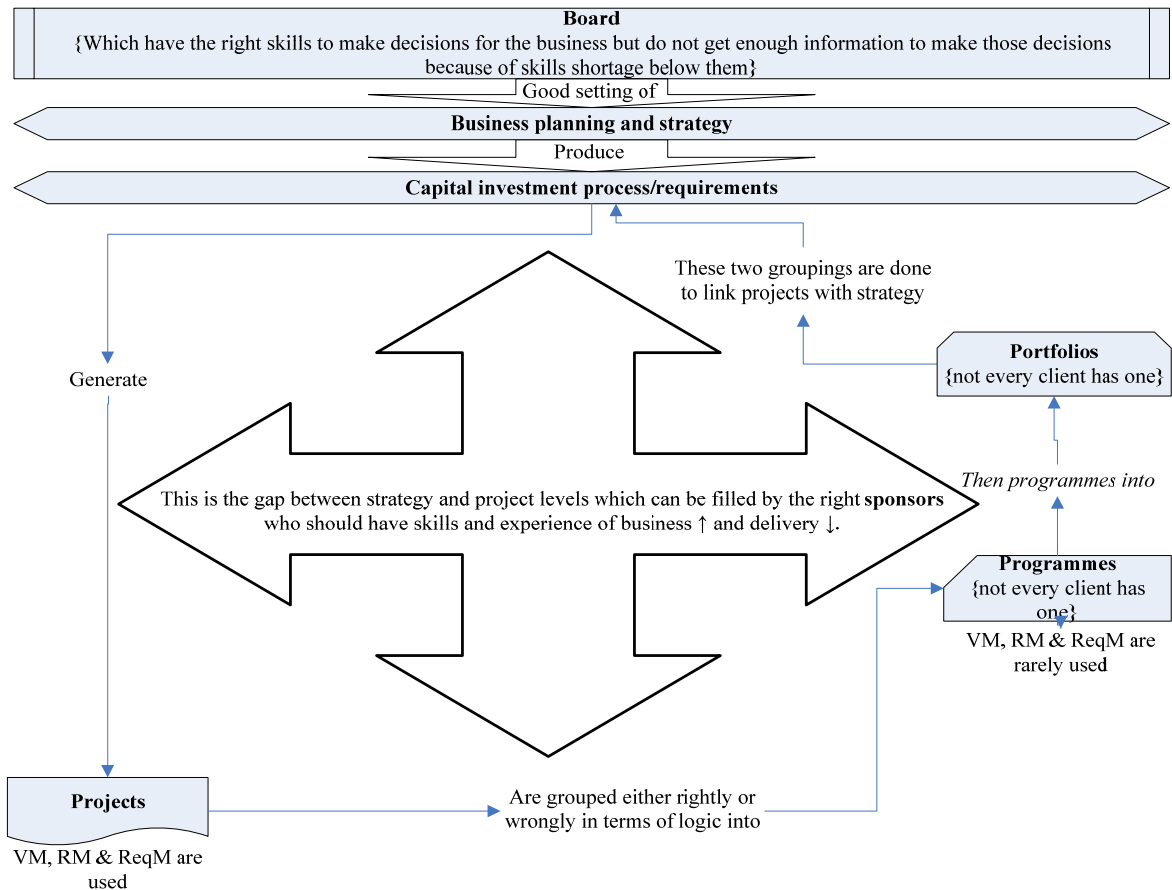 Board
{Which have the right skills to make decisions for the business but do not get enough information to make those decisions
because of skills shortage below them}
Good setting of
Business planning and strategy
Produce
Capital investment process/requirements
These two groupings are done
to link projects with strategy
Generate
Portfolios
{not every client has one}
Then programmes into
This is the gap between strategy and project levels which can be filled by the right sponsors
who should have skills and experience of business ↑ and delivery ↓.
Programmes
{not every client has
one}
VM, RM & ReqM are
rarely used
Projects
Are grouped either rightly or
wrongly in terms of logic into
VM, RM & ReqM are
used